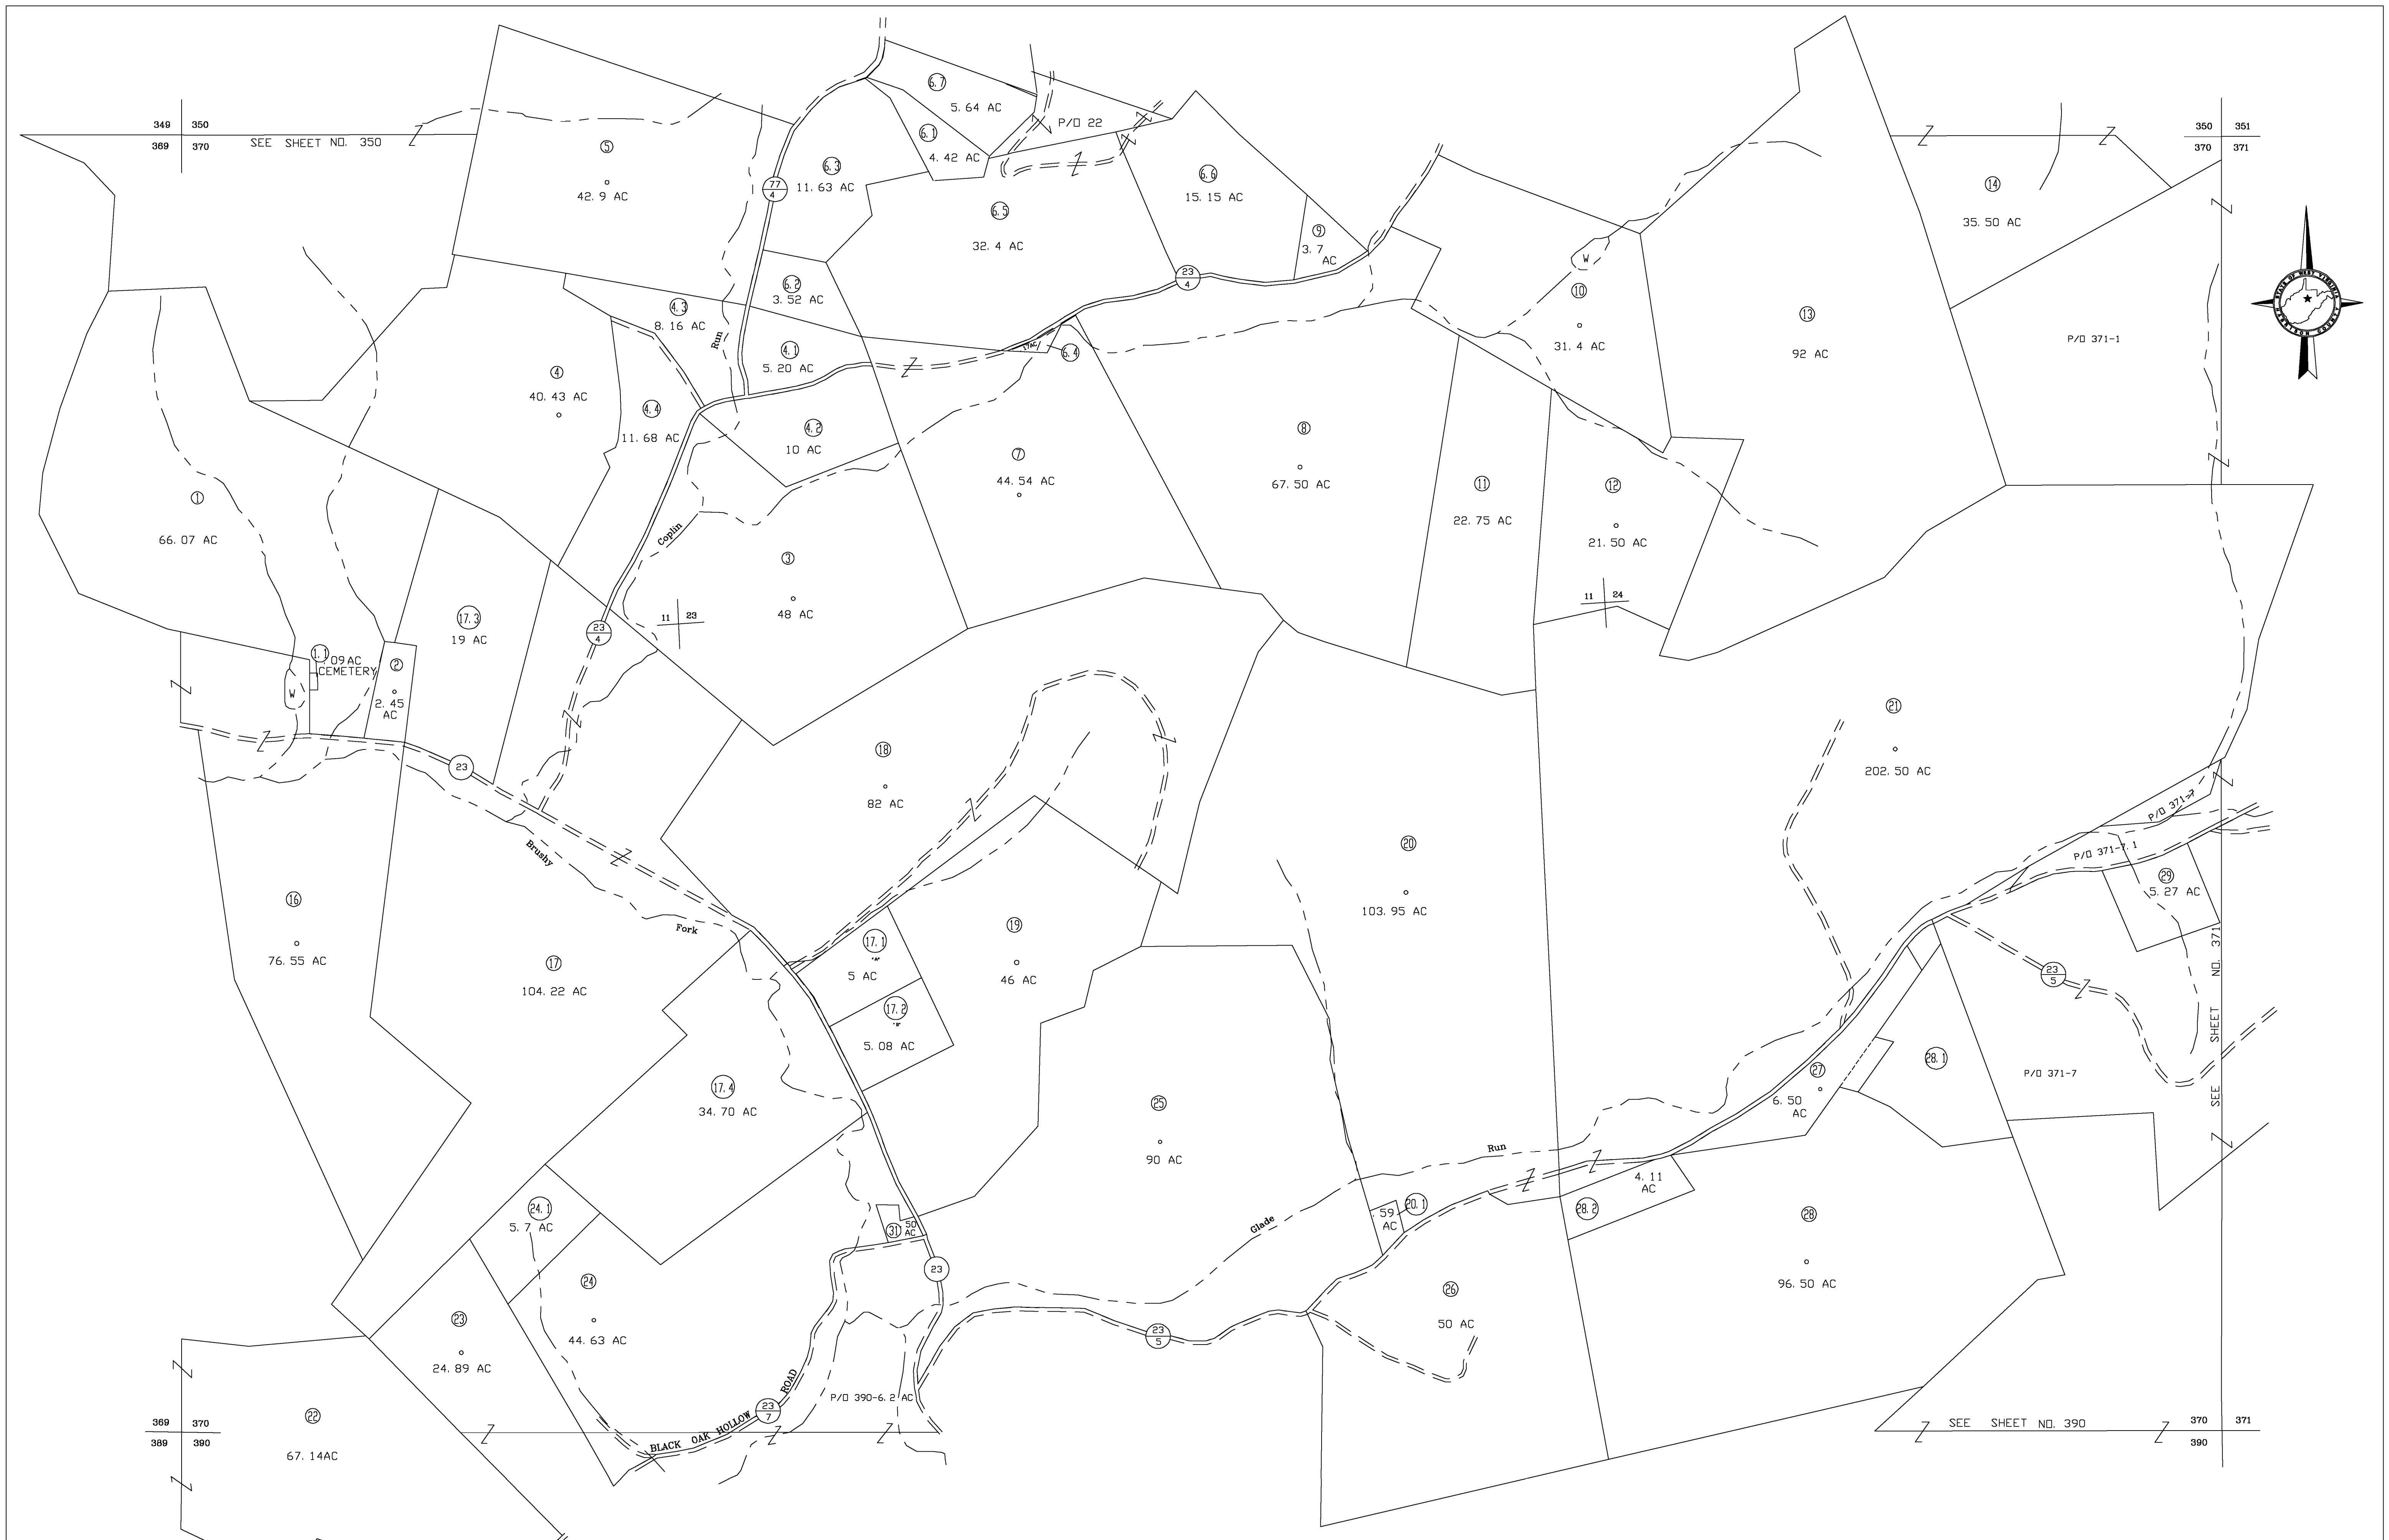 349 350
369 370
SEE SHEET NO. 350
350 351
370 371
5
42.9 AC
77
4
6.7
5.64 AC
6.1
4.42 AC
P/O 22
6.3
11.63 AC
6.5
32.4 AC
6.6
15.15 AC
9
3.7
AC
14
35.50 AC
STATE OF WEST VIRGINIA
6.2
3.52 AC
4.3
8.16 AC
Run
23
4
W
10
31.4 AC
13
92 AC
P/O 371-1
4.1
5.20 AC
6.4
4
40.43 AC
4.4
11.68 AC
4.2
10 AC
7
44.54 AC
8
67.50 AC
11
22.75 AC
12
21.50 AC
1
66.07 AC
Coplin
3
48 AC
11 23
11 24
17.3
19 AC
23
4
1.1
.09AC
CEMETERY
W
2
2.45
AC
23
18
82 AC
21
202.50 AC
P/O 371-7
P/O 371-7.1
29
5.27 AC
20
103.95 AC
Brushy
Fork
16
76.55 AC
17
104.22 AC
17.1
"A"
5 AC
17.2
"B"
5.08 AC
19
46 AC
23
5
SEE SHEET NO. 371
P/O 371-7
17.4
34.70 AC
25
90 AC
28.1
27
6.50
AC
Run
4.11
AC
28.2
Glade
.59
AC
20.1
28
96.50 AC
24.1
5.7 AC
31
.50
AC
23
24
44.63 AC
23
24.89 AC
26
50 AC
23
5
22
67.14AC
BLACK OAK HOLLOW ROAD
23
7
P/O 390-6.2 AC
369 370
389 390
SEE SHEET NO. 390
370 371
390